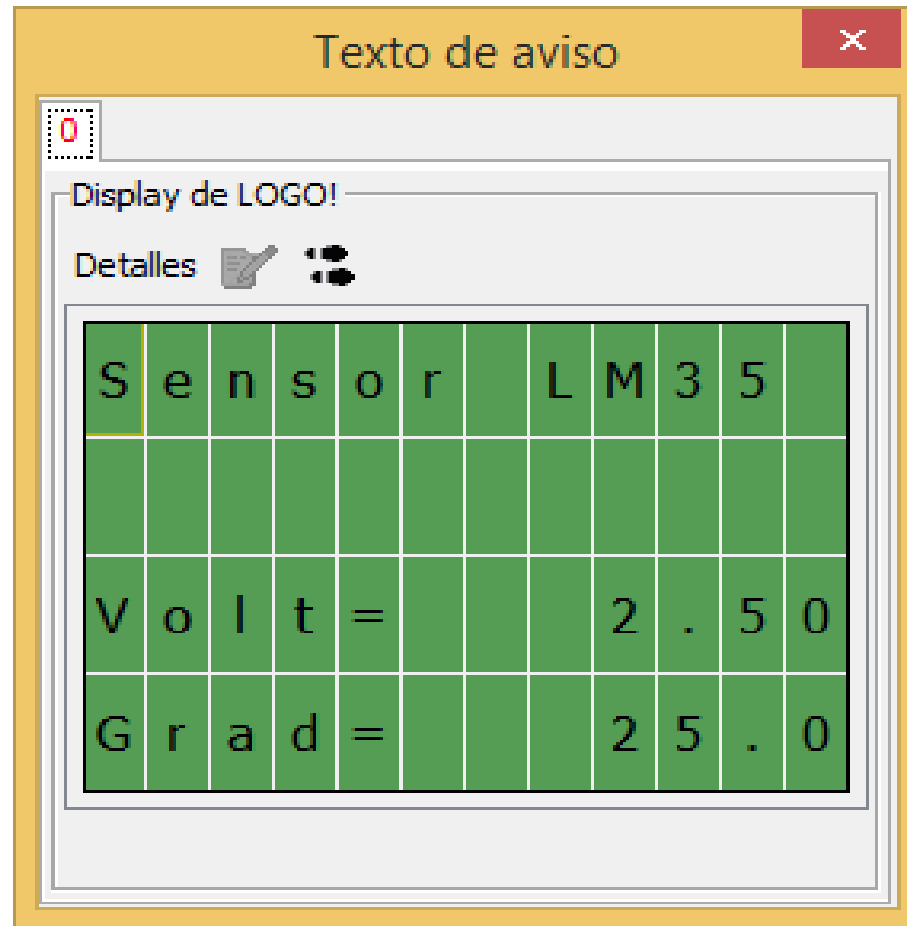 Texto de aviso
0
Display de LOGO!
Detalles
Sensor LM35
Volt= 2.50
Grad= 25.0